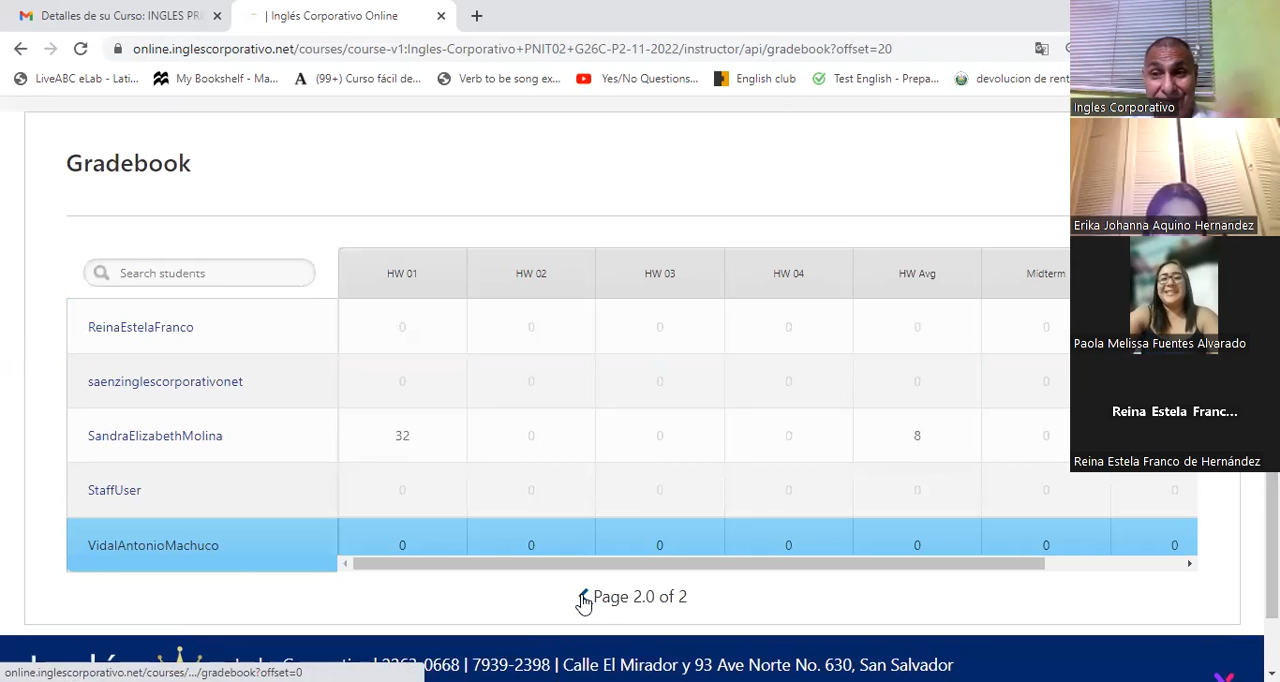 Detalles de su Curso: INGLES PRI
| Inglés Corporativo Online
online.inglescorporativo.net/courses/course-v1:Ingles-Corporativo+PNIT02+G26C-P2-11-2022/instructor/api/gradebook?offset=20
LiveABC eLab - Lati...
My Bookshelf - Ma...
(99+) Curso fácil de...
Verb to be song ex...
Yes/No Questions...
English club
Test English - Prepa...
devolucion de rent
Ingles Corporativo
Gradebook
Erika Johanna Aquino Hernandez
Search students
HW 01 HW 02 HW 03 HW 04 HW Avg Midterm
ReinaEstelaFranco 0 0 0 0 0 0
Paola Melissa Fuentes Alvarado
saenzinglescorporativonet 0 0 0 0 0 0
Reina Estela Franc...
SandraElizabethMolina 32 0 0 0 8 0
Reina Estela Franco de Hernández
StaffUser 0 0 0 0 0 0 0
VidalAntonioMachuco 0 0 0 0 0 0 0
Page 2.0 of 2
| 2263-0668 | 7939-2398 | Calle El Mirador y 93 Ave Norte No. 630, San Salvador
online.inglescorporativo.net/courses/.../gradebook?offset=0